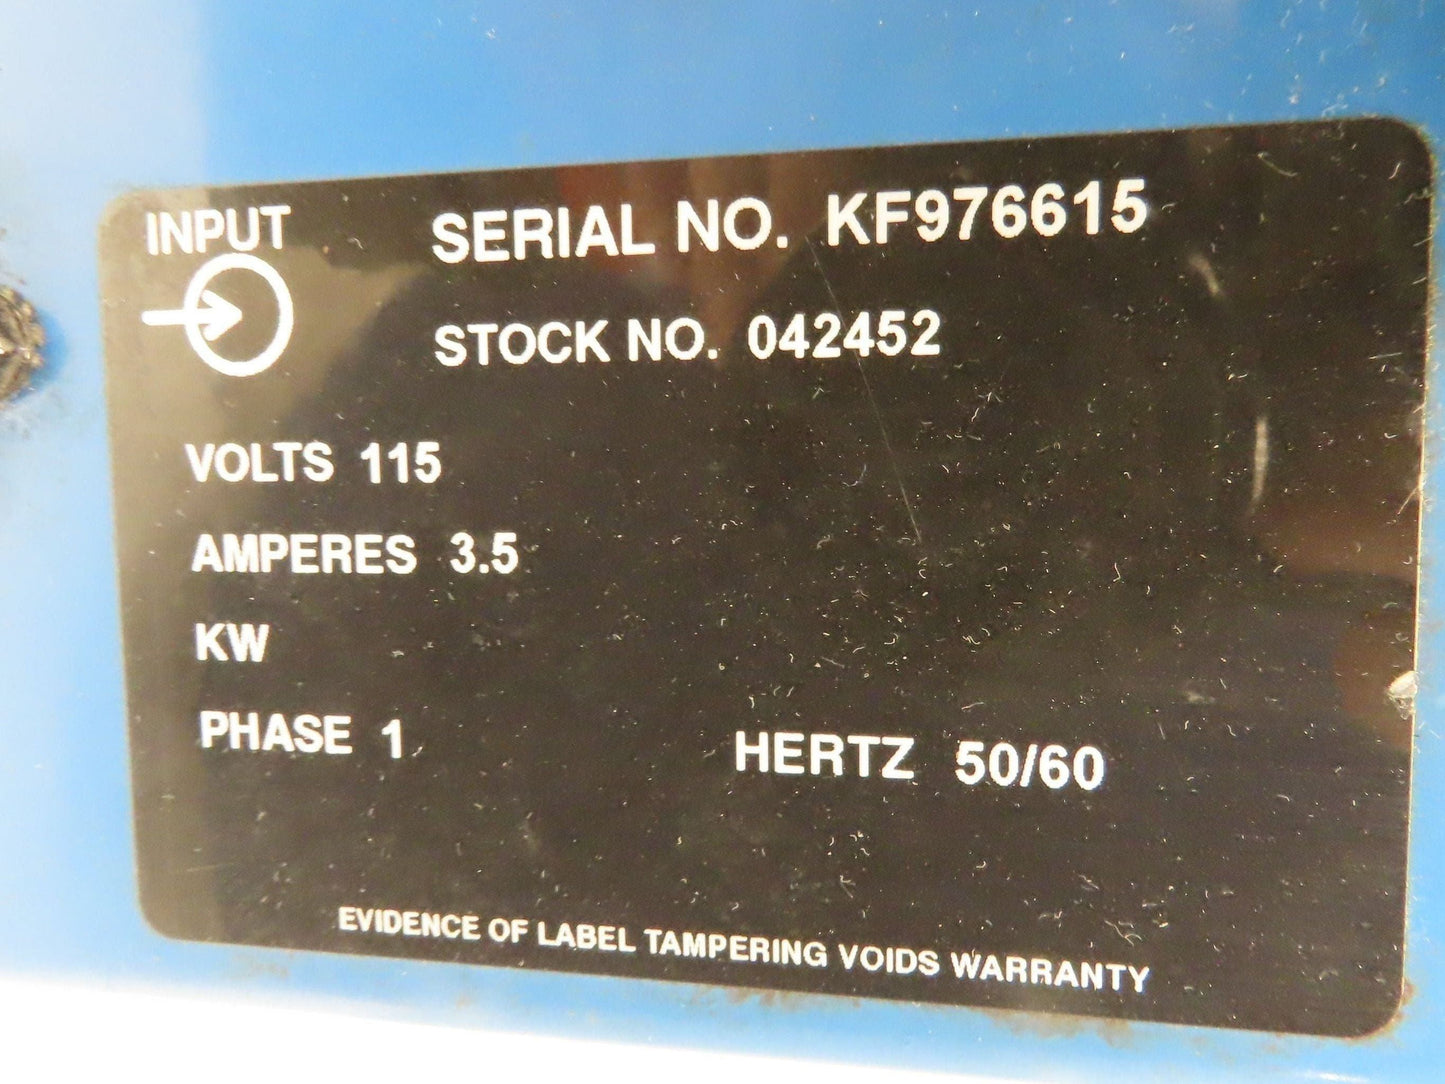 INPUT
SERIAL NO. KF976615
STOCK NO. 042452
VOLTS 115
AMPERES 3.5
KW
PHASE 1
HERTZ 50/60
EVIDENCE OF LABEL TAMPERING VOIDS WARRANTY